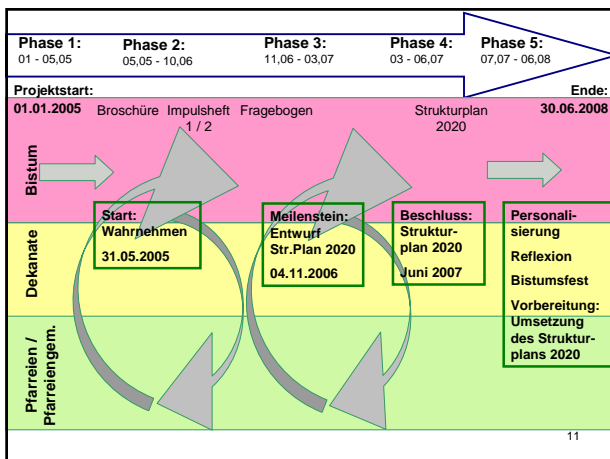 Phase 1: Phase 2: Phase 3: Phase 4: Phase 5:
01 - 05,05 05,05 - 10,06 11,06 - 03,07 03 - 06,07 07,07 - 06,08
Projektstart: Ende:
01.01.2005 Broschüre Impulsheft Fragebogen Strukturplan 30.06.2008
1 / 2 2020
Bistum
Start:
Wahrnehmen
31.05.2005
Meilenstein:
Entwurf
Str.Plan 2020
04.11.2006
Beschluss:
Struktur-
plan 2020
Juni 2007
Personali-
sierung
Reflexion
Bistumsfest
Vorbereitung:
Umsetzung
des Struktur-
plans 2020
Dekanate
Pfarreien /
Pfarreiengem.
11